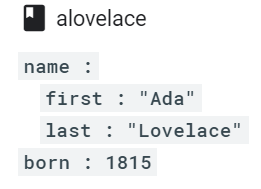 alovelace
name :
first : "Ada"
last : "Lovelace"
born : 1815